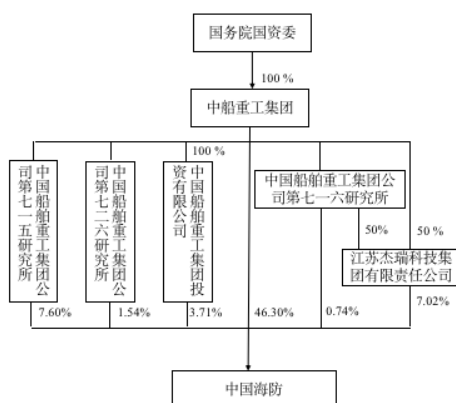 国务院国资委
100 %
中船重工集团
100 %
中国船舶重工集团公
司第七一五研究所
中国船舶重工集团公
司第七二六研究所
中国船舶重工集团投
资有限公司
中国船舶重工集团公
司第七一六研究所
50%
50 %
江苏杰瑞科技集
团有限责任公司
7.60%
1.54%
3.71%
46.30%
0.74%
7.02%
中国海防